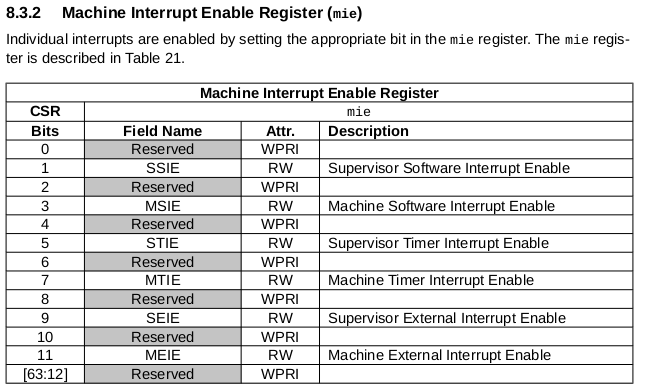 8.3.2 Machine Interrupt Enable Register (mie)
Individual interrupts are enabled by setting the appropriate bit in the mie register. The mie regis-
ter is described in Table 21.
Machine Interrupt Enable Register
CSR mie
Bits Field Name Attr. Description
0 Reserved WPRI
1 SSIE RW Supervisor Software Interrupt Enable
2 Reserved WPRI
3 MSIE RW Machine Software Interrupt Enable
4 Reserved WPRI
5 STIE RW Supervisor Timer Interrupt Enable
6 Reserved WPRI
7 MTIE RW Machine Timer Interrupt Enable
8 Reserved WPRI
9 SEIE RW Supervisor External Interrupt Enable
10 Reserved WPRI
11 MEIE RW Machine External Interrupt Enable
[63:12] Reserved WPRI